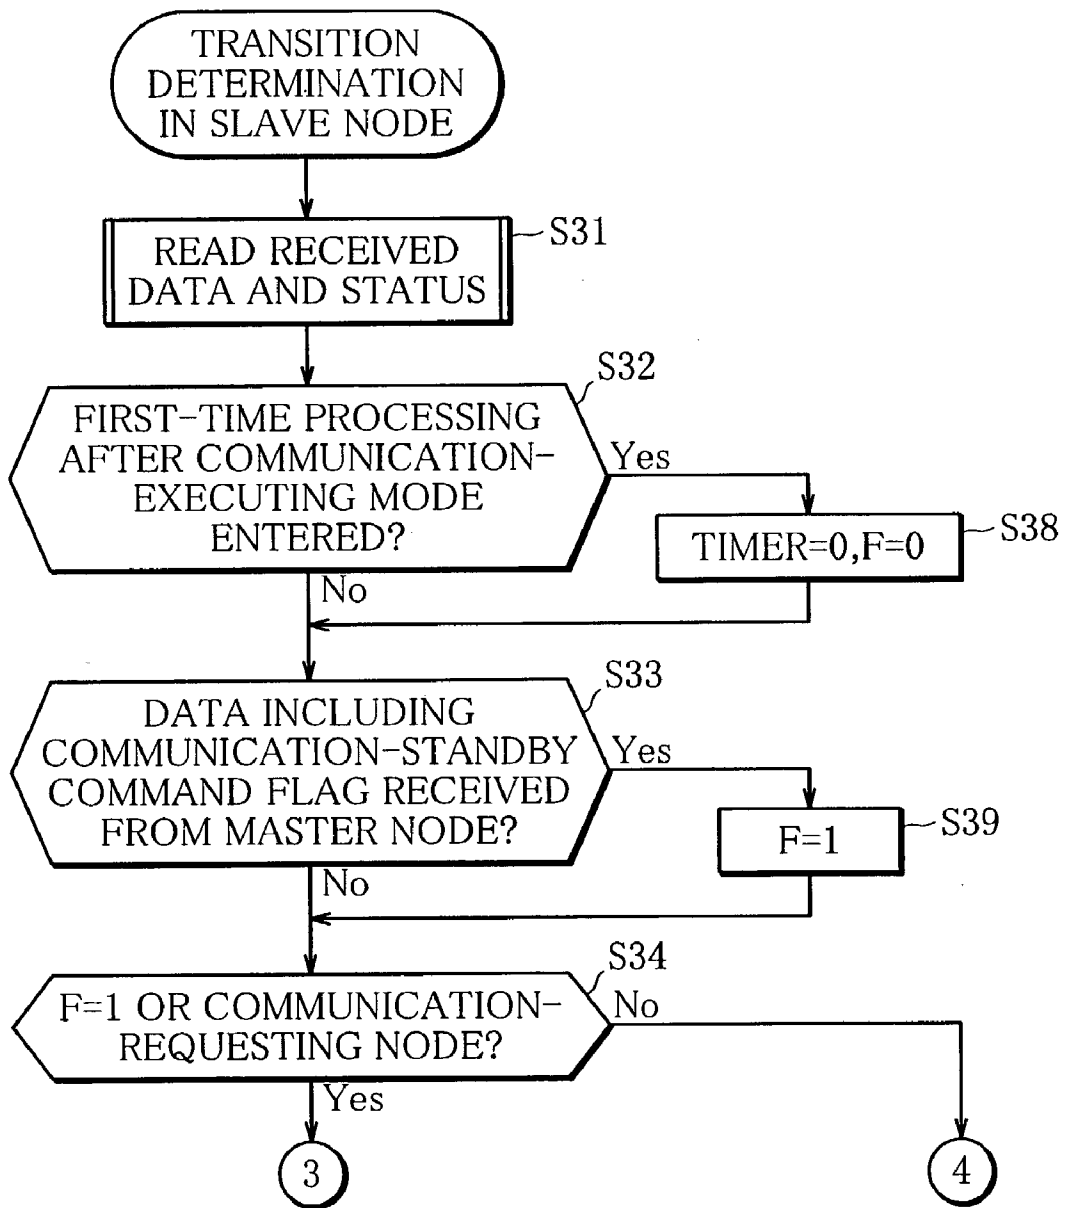 TRANSITION
DETERMINATION
IN SLAVE NODE
READ RECEIVED
DATA AND STATUS
S31
FIRST-TIME PROCESSING
AFTER COMMUNICATION-
EXECUTING MODE
ENTERED?
S32
Yes
TIMER=0,F=0
S38
No
DATA INCLUDING
COMMUNICATION-STANDBY
COMMAND FLAG RECEIVED
FROM MASTER NODE?
S33
Yes
F=1
S39
No
F=1 OR COMMUNICATION-
REQUESTING NODE?
S34
No
Yes
3
4